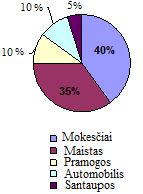 10 %
5%
10 %
40%
35%
Mokesčiai
Maistas
Pramogos
Automobilis
Santaupos